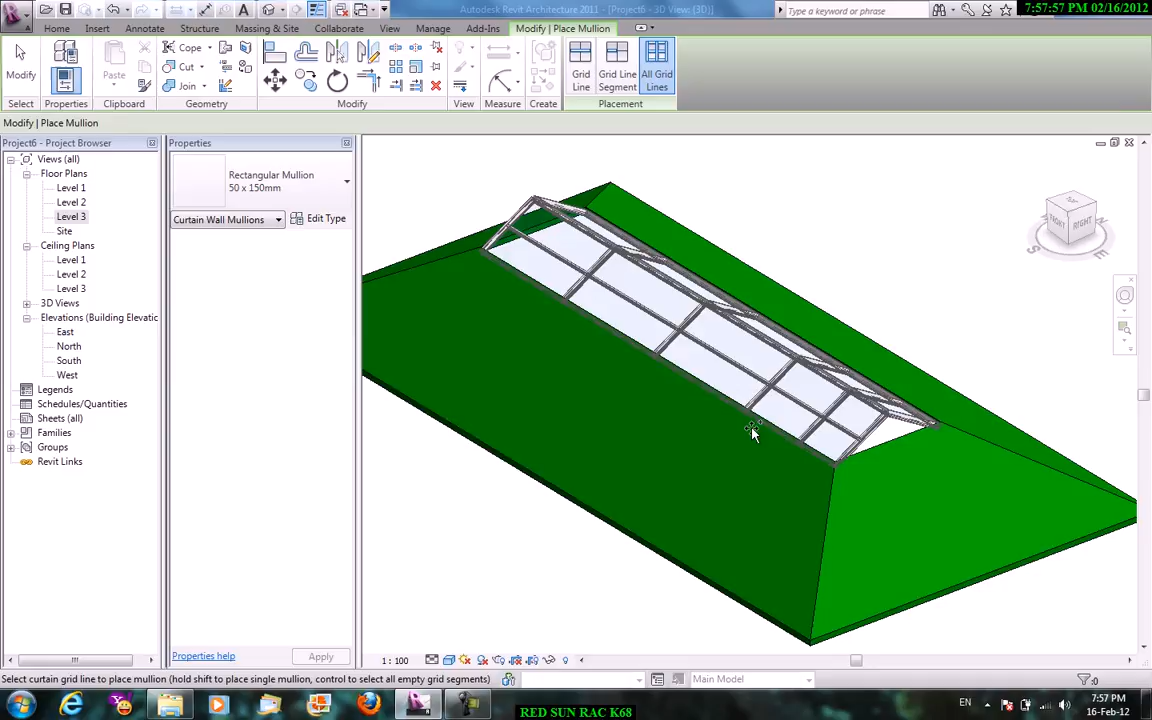 Autodesk Revit Architecture 2011 - Project6 - 3D View: {3D}
Type a keyword or phrase
7:57:57 PM 02/16/2012
Home Insert Annotate Structure Massing & Site Collaborate View Manage Add-Ins Modify | Place Mullion
Modify
Paste
Cope
Cut
Join
Grid Line
Grid Line Segment
All Grid Lines
Select Properties Clipboard Geometry Modify View Measure Create Placement
Modify | Place Mullion
Project6 - Project Browser
Views (all)
Floor Plans
Level 1
Level 2
Level 3
Site
Ceiling Plans
Level 1
Level 2
Level 3
3D Views
Elevations (Building Elevatic
East
North
South
West
Legends
Schedules/Quantities
Sheets (all)
Families
Groups
Revit Links
Properties
Rectangular Mullion
50 x 150mm
Curtain Wall Mullions
Edit Type
Properties help
Apply
RIGHT
S
E
1 : 100
Select curtain grid line to place mullion (hold shift to place single mullion, control to select all empty grid segments)
:0
Main Model
:0
EN
7:57 PM
16-Feb-12
RED SUN RAC K68